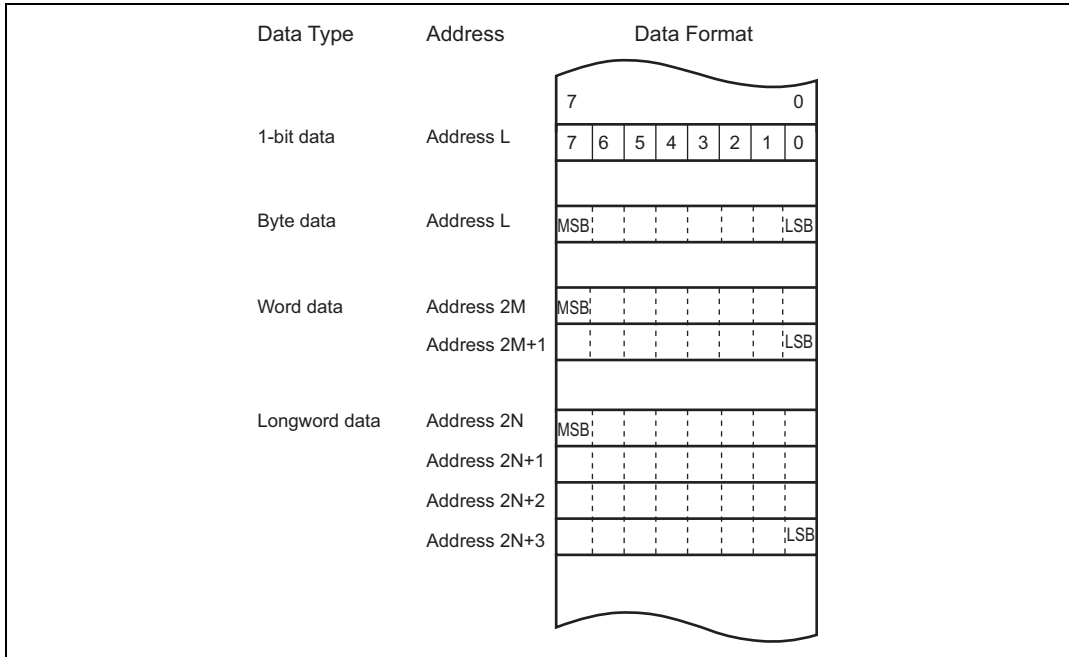 Data Type Address Data Format
7 0
1-bit data Address L 7 6 5 4 3 2 1 0
Byte data Address L MSB LSB
Word data Address 2M MSB
Address 2M+1 LSB
Longword data Address 2N MSB
Address 2N+1
Address 2N+2
Address 2N+3 LSB